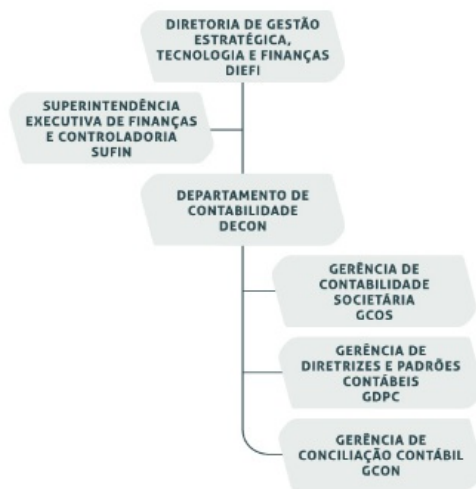 DIRETORIA DE GESTÃO
ESTRATÉGICA,
TECNOLOGIA E FINANÇAS
DIEFI
SUPERINTENDÊNCIA
EXECUTIVA DE FINANÇAS
E CONTROLADORIA
SUFIN
DEPARTAMENTO DE
CONTABILIDADE
DECON
GERÊNCIA DE
CONTABILIDADE
SOCIETÁRIA
GCOS
GERÊNCIA DE
DIRETRIZES E PADRÕES
CONTÁBEIS
GDPC
GERÊNCIA DE
CONCILIAÇÃO CONTÁBIL
GCON